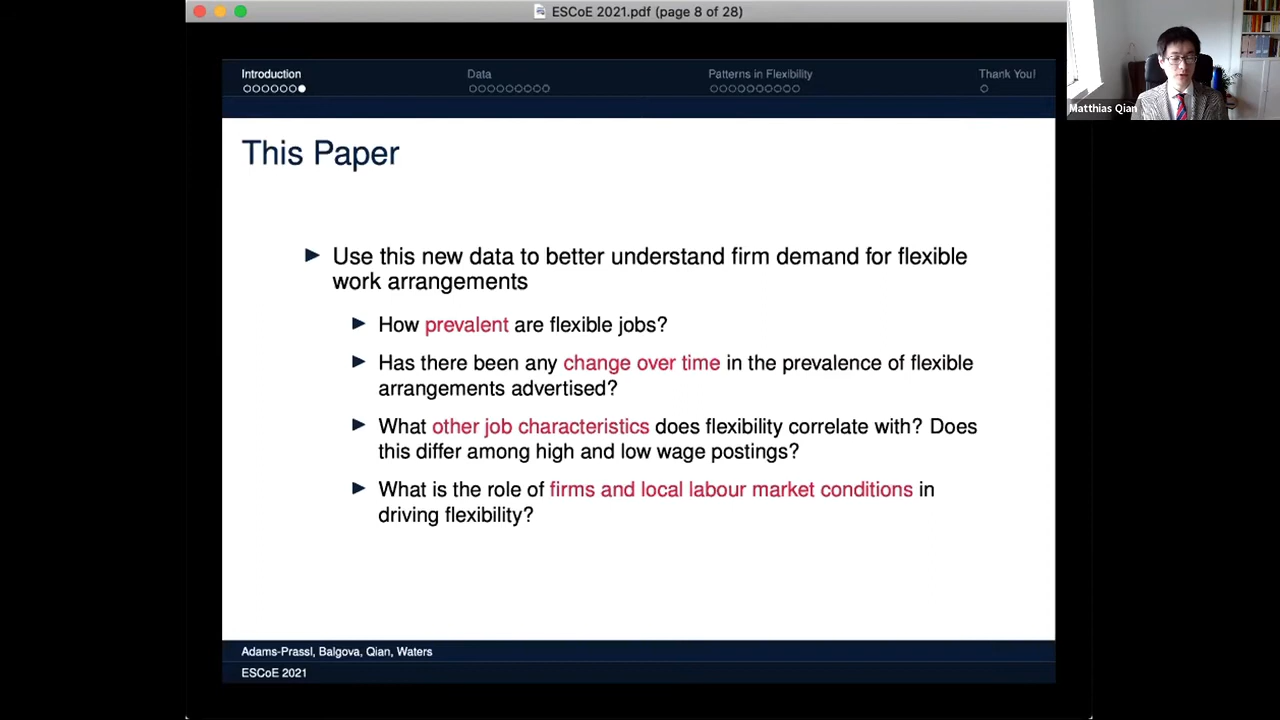 ESCoE 2021.pdf (page 8 of 28)
Introduction
Data
Patterns in Flexibility
Thank You!
Matthias Qian
This Paper
Use this new data to better understand firm demand for flexible
work arrangements
How prevalent are flexible jobs?
Has there been any change over time in the prevalence of flexible
arrangements advertised?
What other job characteristics does flexibility correlate with? Does
this differ among high and low wage postings?
What is the role of firms and local labour market conditions in
driving flexibility?
Adams-Prassl, Balgova, Qian, Waters
ESCoE 2021